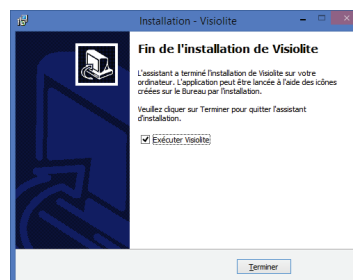 Installation - Visiolite
Fin de l'installation de Visiolite
L'assistant a terminé l'installation de Visiolite sur votre
ordinateur. L'application peut être lancée à l'aide des icônes
créées sur le Bureau par l'installation.
Veuillez cliquer sur Terminer pour quitter l'assistant
d'installation.
Exécuter Visiolite
Terminer